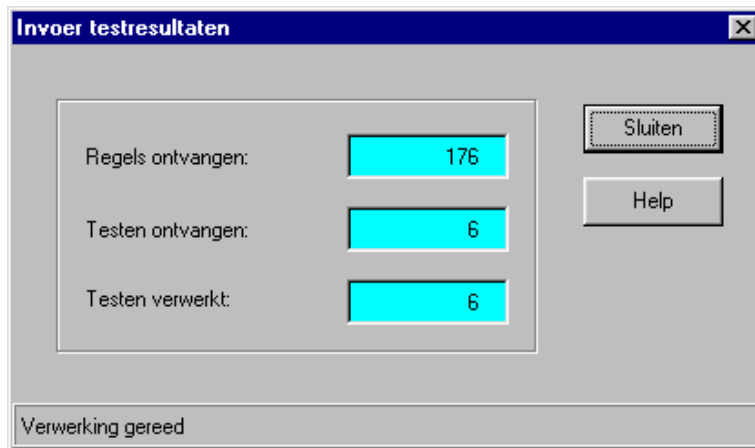 Invoer testresultaten
Regels ontvangen: 176
Testen ontvangen: 6
Testen verwerkt: 6
Sluiten
Help
Verwerking gereed